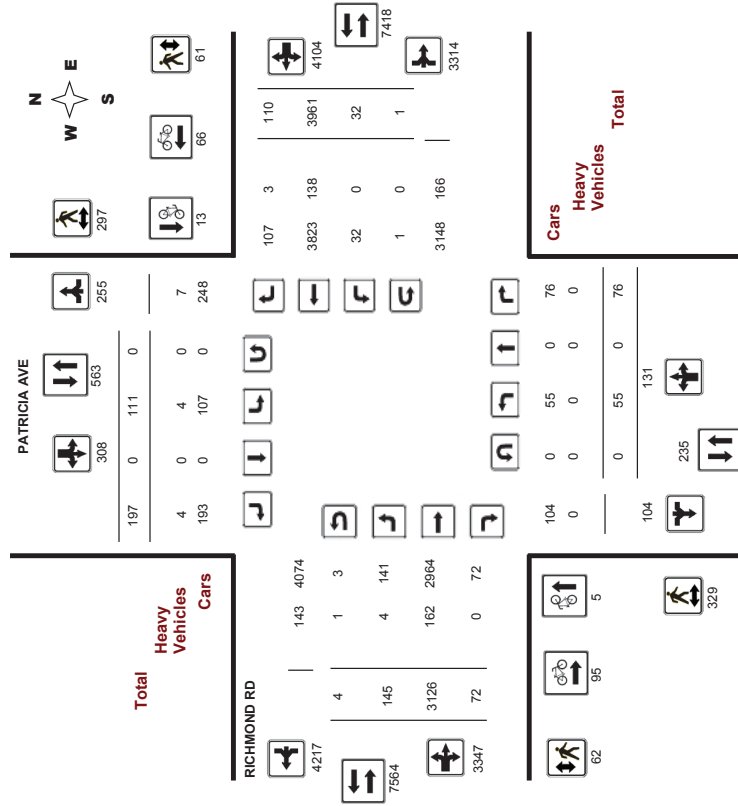 N
W E
S
61
66
297
13
PATRICIA AVE
308 563 255
197 0 111 0
4 0 4 0 7
193 0 107 0 248
Total
Heavy
Vehicles
Cars
4104
7418
3314
107 3 110
3823 138 3961
32 0 32
1 0 1
3148 166
RICHMOND RD
143 4074
4 1 3
145 4 141
3126 162 2964
72 0 72
4217
7564
3347
Cars
Heavy
Vehicles
Total
104 0 55 0 76
0 0 0 0 0
0 55 0 76
104 131
235
5
95
62
329